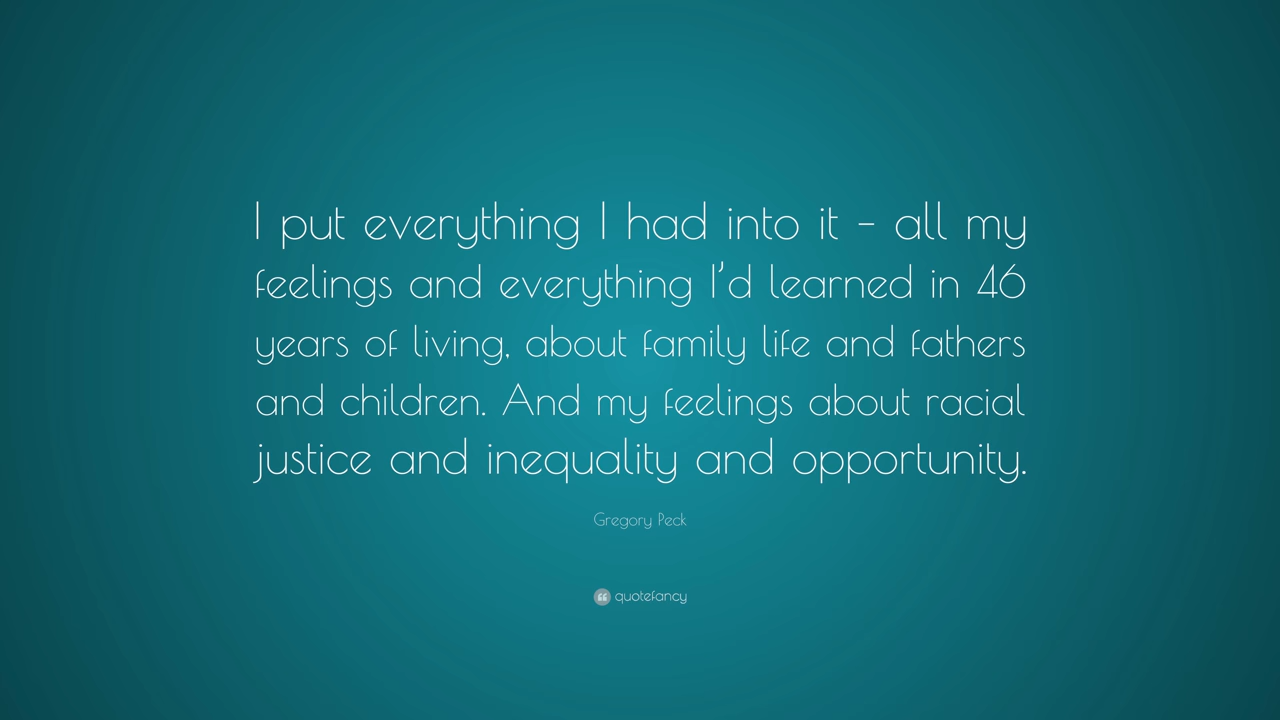 I put everything I had into it – all my
feelings and everything I’d learned in 46
years of living, about family life and fathers
and children. And my feelings about racial
justice and inequality and opportunity.
Gregory Peck
quotefancy